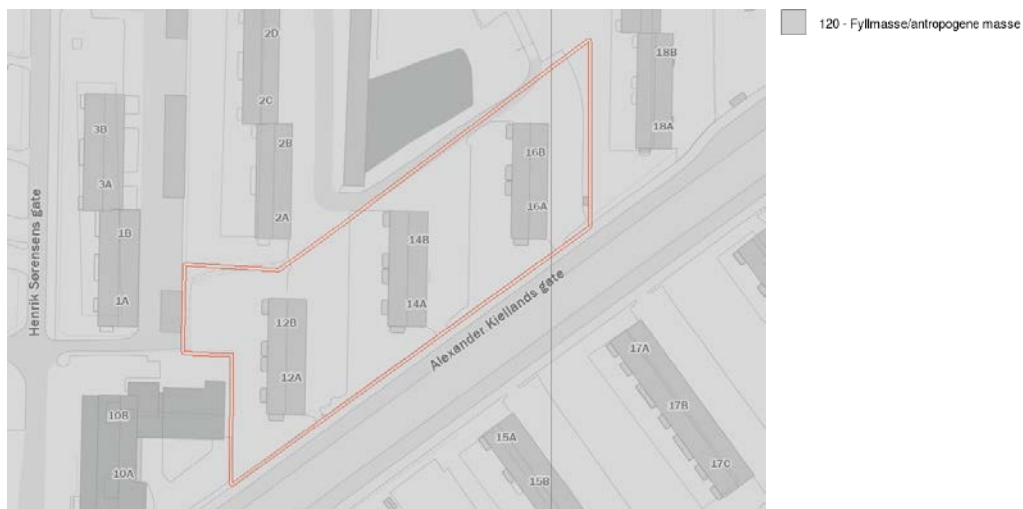 120 - Fyllmasse/antropogene masse
2D
18B
2C
3B
18A
2B
16B
3A
16A
2A
1B
14B
Henrik Sørensens gate
1A
14A
12B
Alexander Kiellands gate
17A
12A
17B
10B
15A
17C
10A
15B